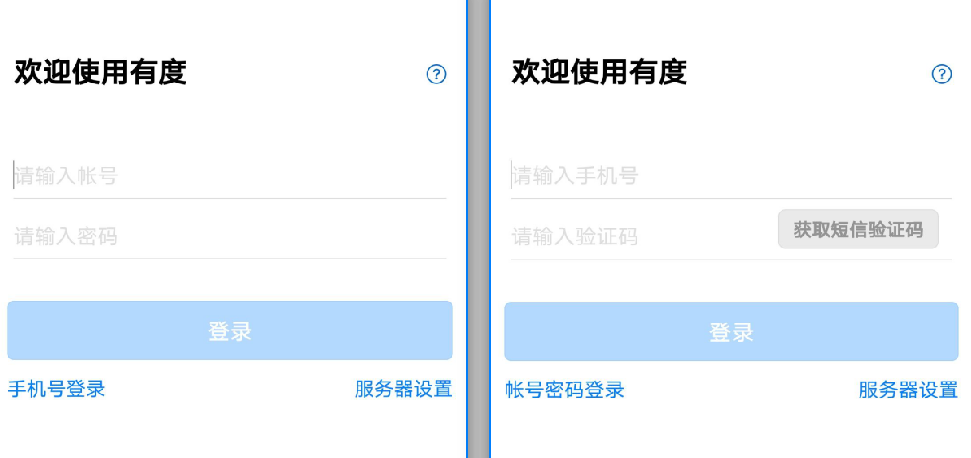 欢迎使用有度
?
请输入帐号
请输入密码
登录
手机号登录
服务器设置
欢迎使用有度
?
请输入手机号
请输入验证码
获取短信验证码
登录
帐号密码登录
服务器设置